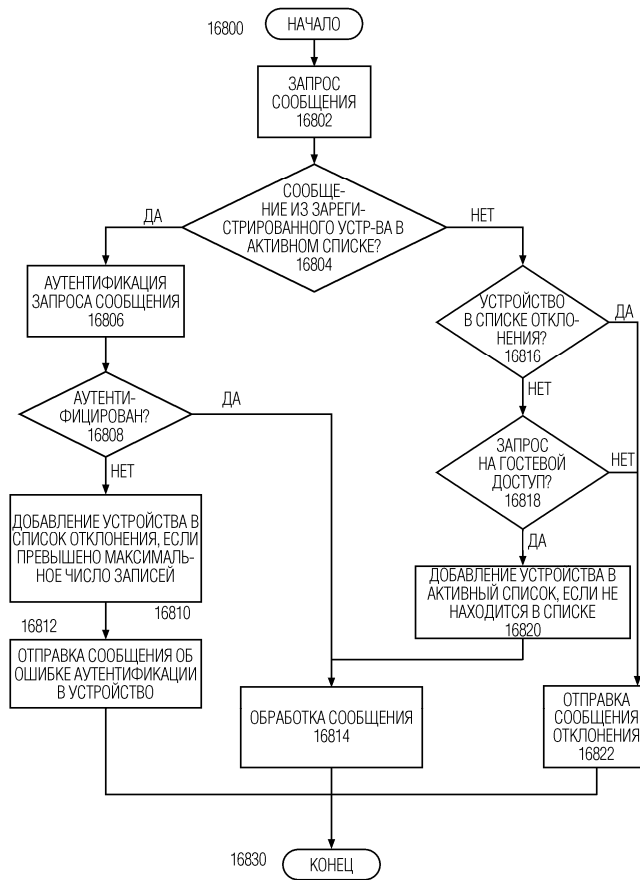 16800
НАЧАЛО
ЗАПРОС
СООБЩЕНИЯ
16802
СООБЩЕ-
НИЕ ИЗ ЗАРЕГИ-
СТРИРОВАННОГО УСТР-ВА В
АКТИВНОМ СПИСКЕ?
16804
ДА
НЕТ
АУТЕНТИФИКАЦИЯ
ЗАПРОСА СООБЩЕНИЯ
16806
УСТРОЙСТВО
В СПИСКЕ ОТКЛО-
НЕНИЯ?
16816
ДА
НЕТ
АУТЕНТИ-
ФИЦИРОВАН?
16808
ДА
НЕТ
ЗАПРОС
НА ГОСТЕВОЙ
ДОСТУП?
16818
НЕТ
ДА
ДОБАВЛЕНИЕ УСТРОЙСТВА В
СПИСОК ОТКЛОНЕНИЯ, ЕСЛИ
ПРЕВЫШЕНО МАКСИМАЛЬ-
НОЕ ЧИСЛО ЗАПИСЕЙ
16810
ДОБАВЛЕНИЕ УСТРОЙСТВА В
АКТИВНЫЙ СПИСОК, ЕСЛИ НЕ
НАХОДИТСЯ В СПИСКЕ
16820
16812
ОТПРАВКА СООБЩЕНИЯ ОБ
ОШИБКЕ АУТЕНТИФИКАЦИИ
В УСТРОЙСТВО
ОБРАБОТКА СООБЩЕНИЯ
16814
ОТПРАВКА
СООБЩЕНИЯ
ОТКЛОНЕНИЯ
16822
16830
КОНЕЦ